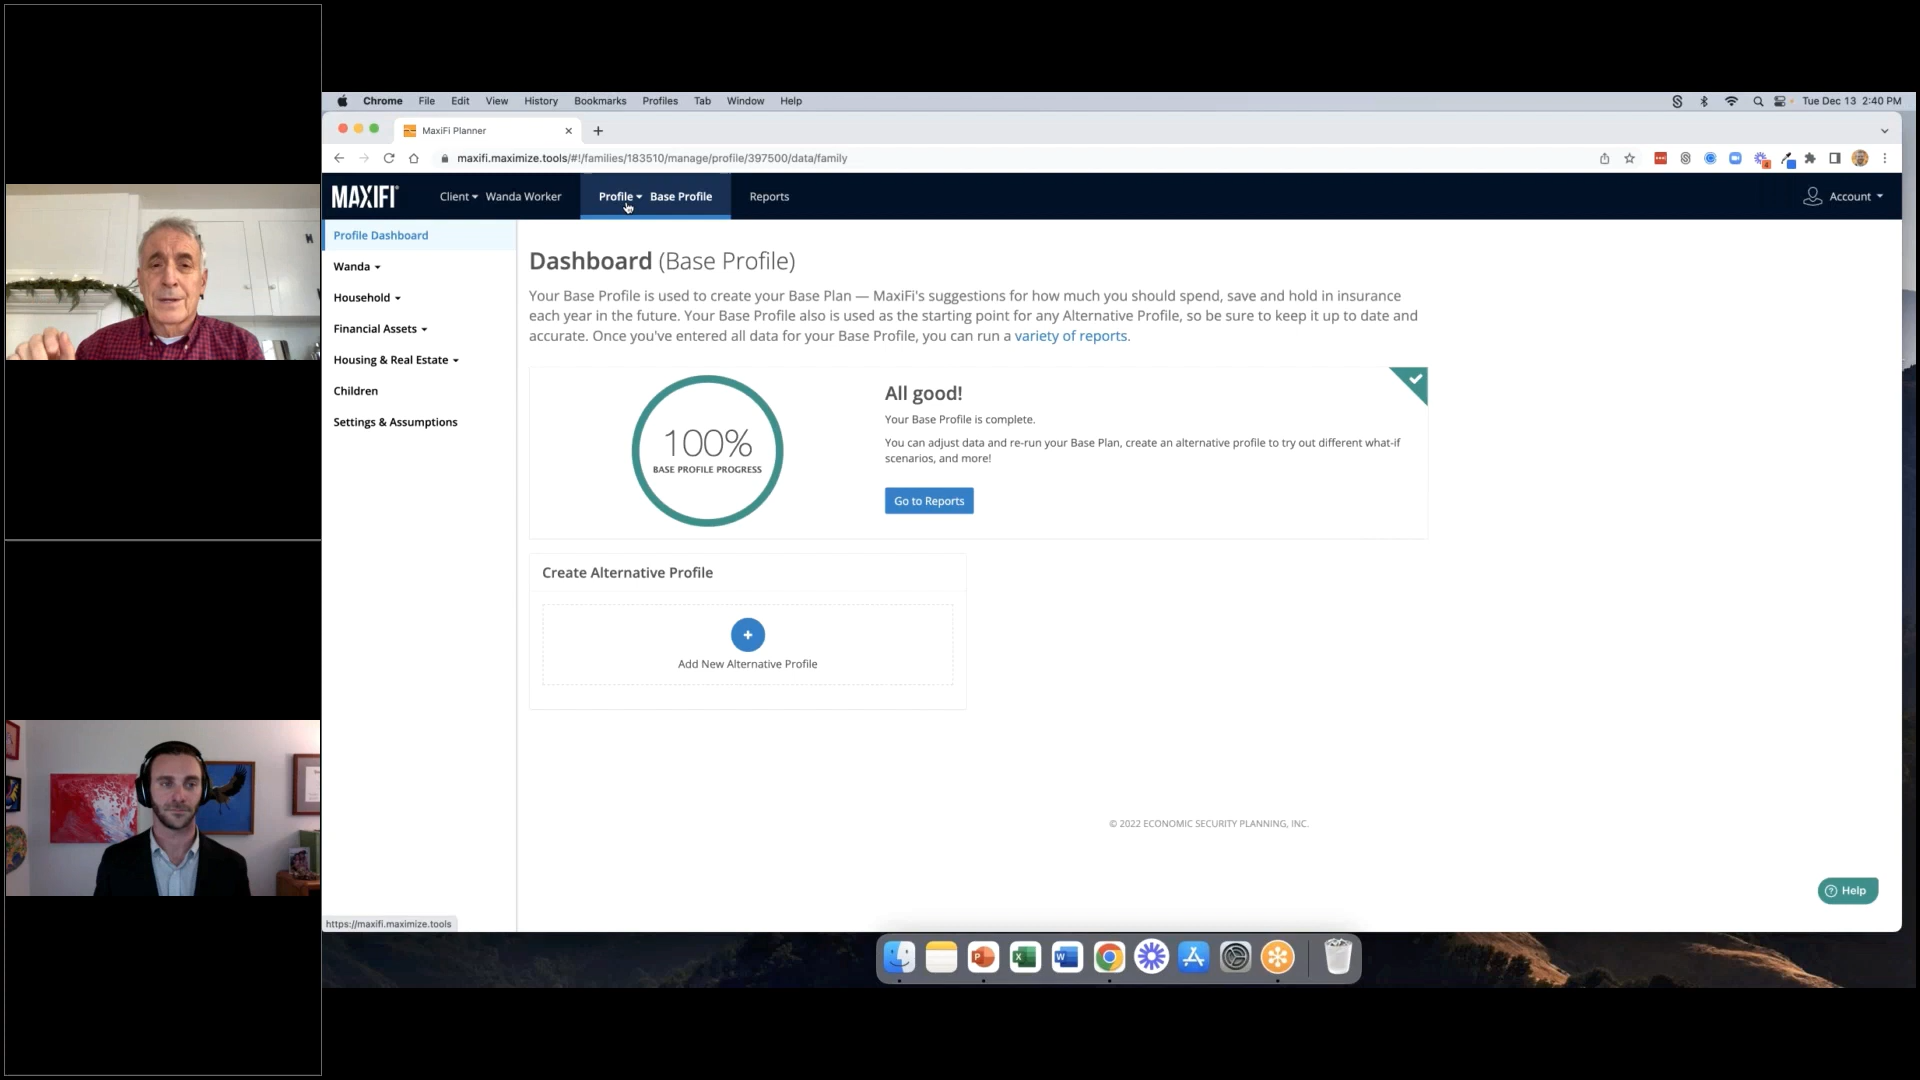 Chrome File Edit View History Bookmarks Profiles Tab Window Help
Tue Dec 13 2:40 PM
MaxiFi Planner
maxifi.maximize.tools/#!/families/183510/manage/profile/397500/data/family
MAXIFI
Client Wanda Worker
Profile Base Profile
Reports
Account
Profile Dashboard
Wanda
Household
Financial Assets
Housing & Real Estate
Children
Settings & Assumptions
Dashboard (Base Profile)
Your Base Profile is used to create your Base Plan — MaxiFi's suggestions for how much you should spend, save and hold in insurance
each year in the future. Your Base Profile also is used as the starting point for any Alternative Profile, so be sure to keep it up to date and
accurate. Once you've entered all data for your Base Profile, you can run a variety of reports.
100%
BASE PROFILE PROGRESS
All good!
Your Base Profile is complete.
You can adjust data and re-run your Base Plan, create an alternative profile to try out different what-if
scenarios, and more!
Go to Reports
Create Alternative Profile
Add New Alternative Profile
© 2022 ECONOMIC SECURITY PLANNING, INC.
Help
https://maxifi.maximize.tools